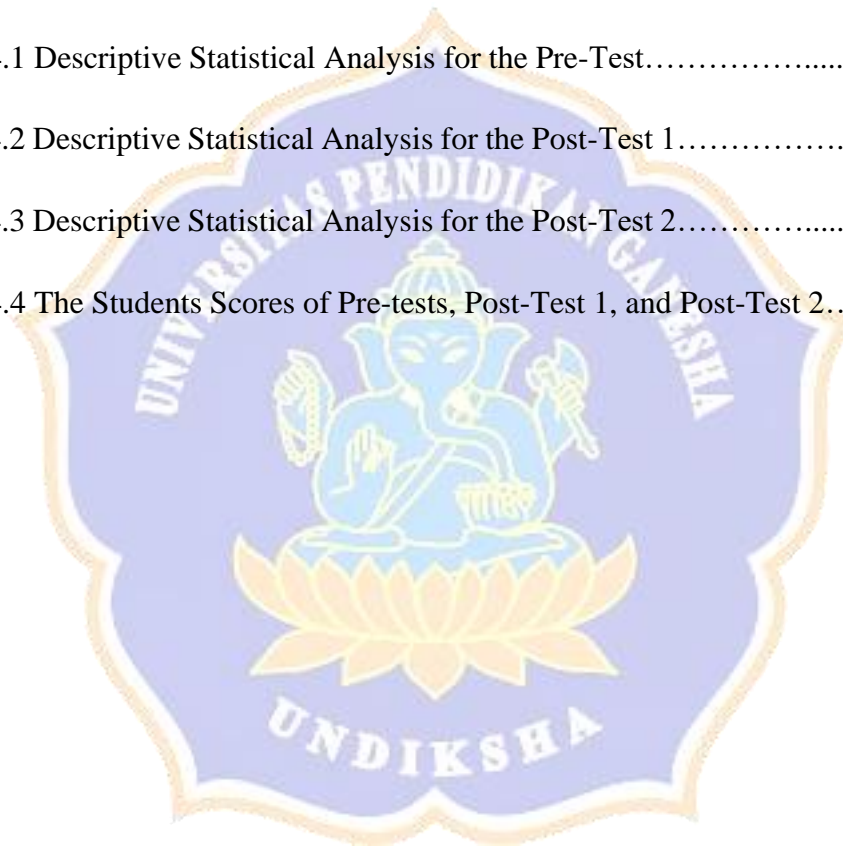 .1 Descriptive Statistical Analysis for the Pre-Test…………….....
.2 Descriptive Statistical Analysis for the Post-Test 1…………….
.3 Descriptive Statistical Analysis for the Post-Test 2………….....
.4 The Students Scores of Pre-tests, Post-Test 1, and Post-Test 2…
UNIVERSITAS PENDIDIKAN GANESHA
UNDIKSHA